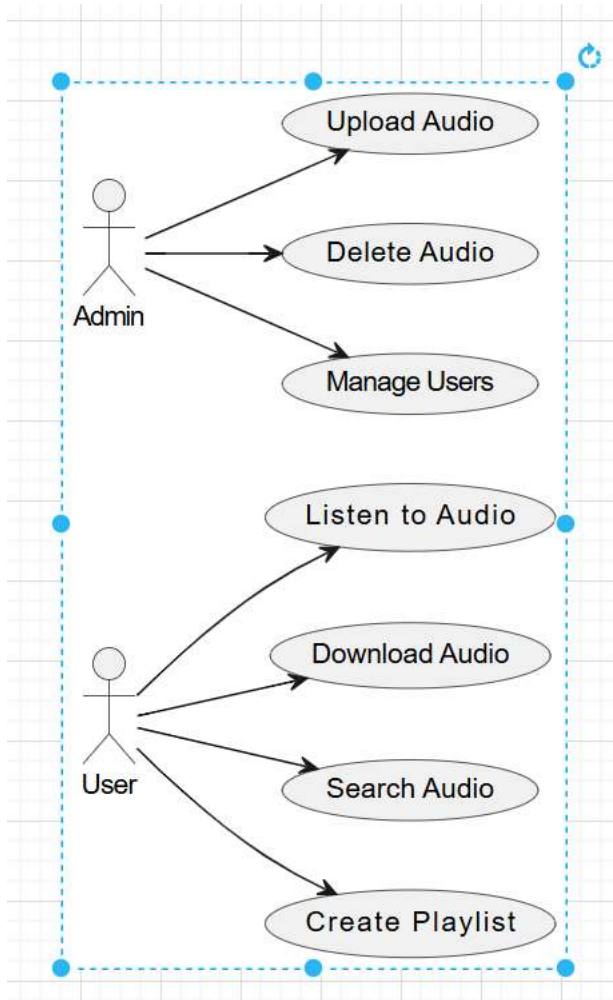 Upload Audio
Delete Audio
Admin
Manage Users
Listen to Audio
Download Audio
User
Search Audio
Create Playlist